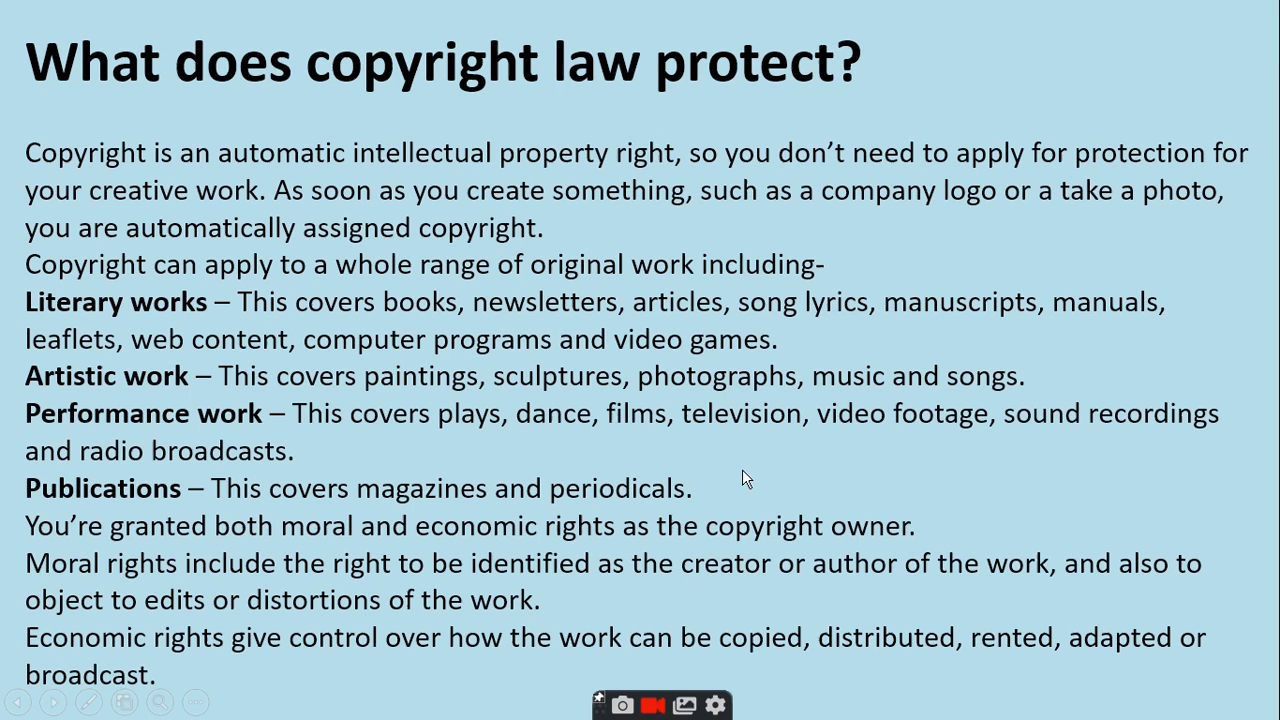 What does copyright law protect?
Copyright is an automatic intellectual property right, so you don’t need to apply for protection for
your creative work. As soon as you create something, such as a company logo or a take a photo,
you are automatically assigned copyright.
Copyright can apply to a whole range of original work including-
Literary works – This covers books, newsletters, articles, song lyrics, manuscripts, manuals,
leaflets, web content, computer programs and video games.
Artistic work – This covers paintings, sculptures, photographs, music and songs.
Performance work – This covers plays, dance, films, television, video footage, sound recordings
and radio broadcasts.
Publications – This covers magazines and periodicals.
You’re granted both moral and economic rights as the copyright owner.
Moral rights include the right to be identified as the creator or author of the work, and also to
object to edits or distortions of the work.
Economic rights give control over how the work can be copied, distributed, rented, adapted or
broadcast.